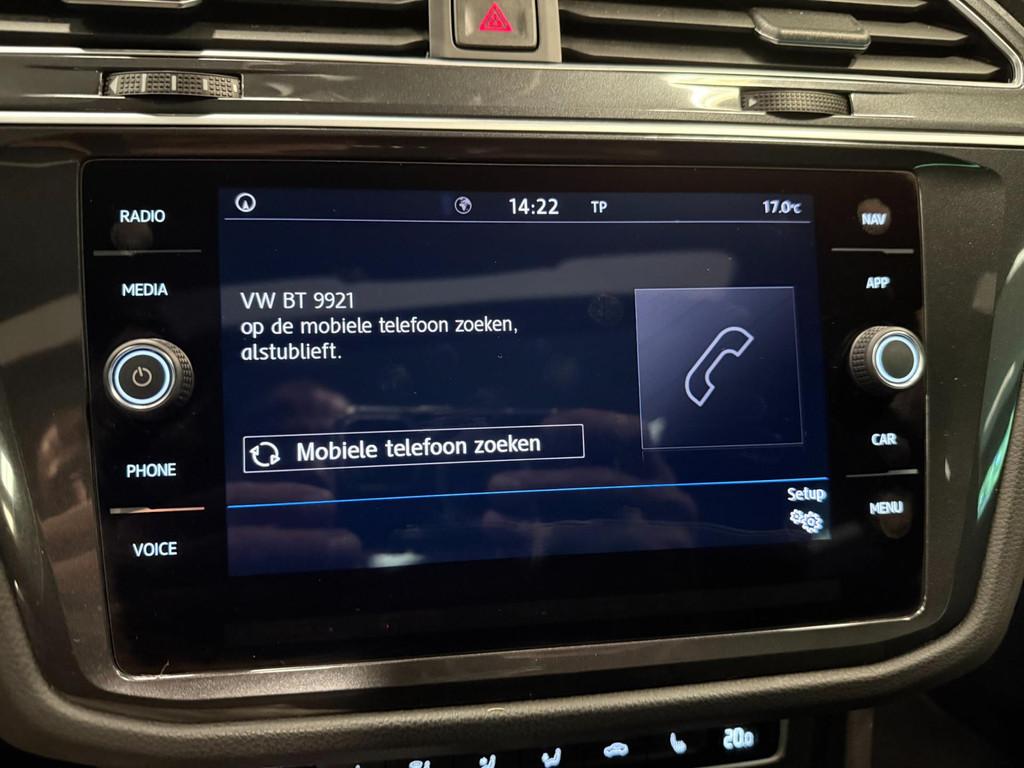 RADIO
MEDIA
PHONE
VOICE
14:22 TP 17.0°C
VW BT 9921
op de mobiele telefoon zoeken,
alstublieft.
Mobiele telefoon zoeken
Setup
NAV
APP
CAR
MENU
20.0